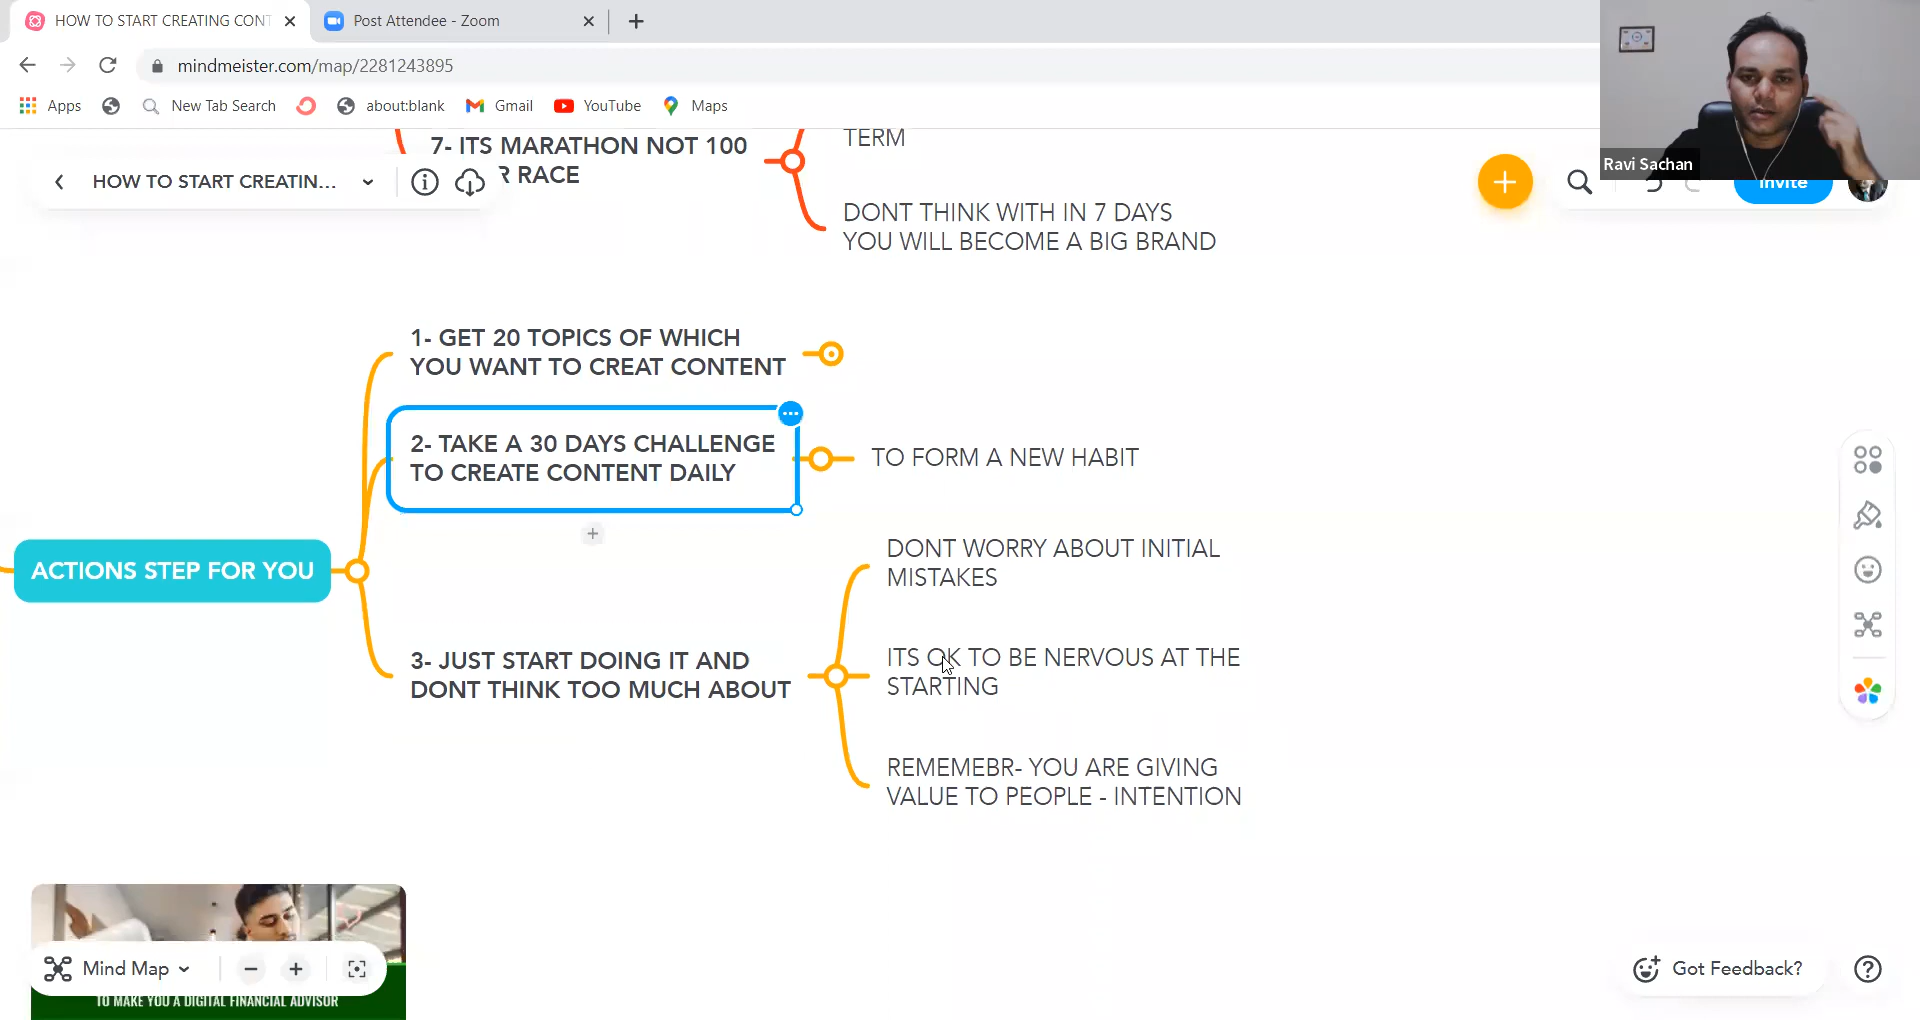 HOW TO START CREATING CONT
Post Attendee - Zoom
mindmeister.com/map/2281243895
Apps
New Tab Search
about:blank
Gmail
YouTube
Maps
Ravi Sachan
7- ITS MARATHON NOT 100
R RACE
TERM
HOW TO START CREATIN...
Invite
DONT THINK WITH IN 7 DAYS
YOU WILL BECOME A BIG BRAND
1- GET 20 TOPICS OF WHICH
YOU WANT TO CREAT CONTENT
2- TAKE A 30 DAYS CHALLENGE
TO CREATE CONTENT DAILY
TO FORM A NEW HABIT
ACTIONS STEP FOR YOU
DONT WORRY ABOUT INITIAL
MISTAKES
3- JUST START DOING IT AND
DONT THINK TOO MUCH ABOUT
ITS OK TO BE NERVOUS AT THE
STARTING
REMEMEBR- YOU ARE GIVING
VALUE TO PEOPLE - INTENTION
Mind Map
TO MAKE YOU A DIGITAL FINANCIAL ADVISOR
Got Feedback?